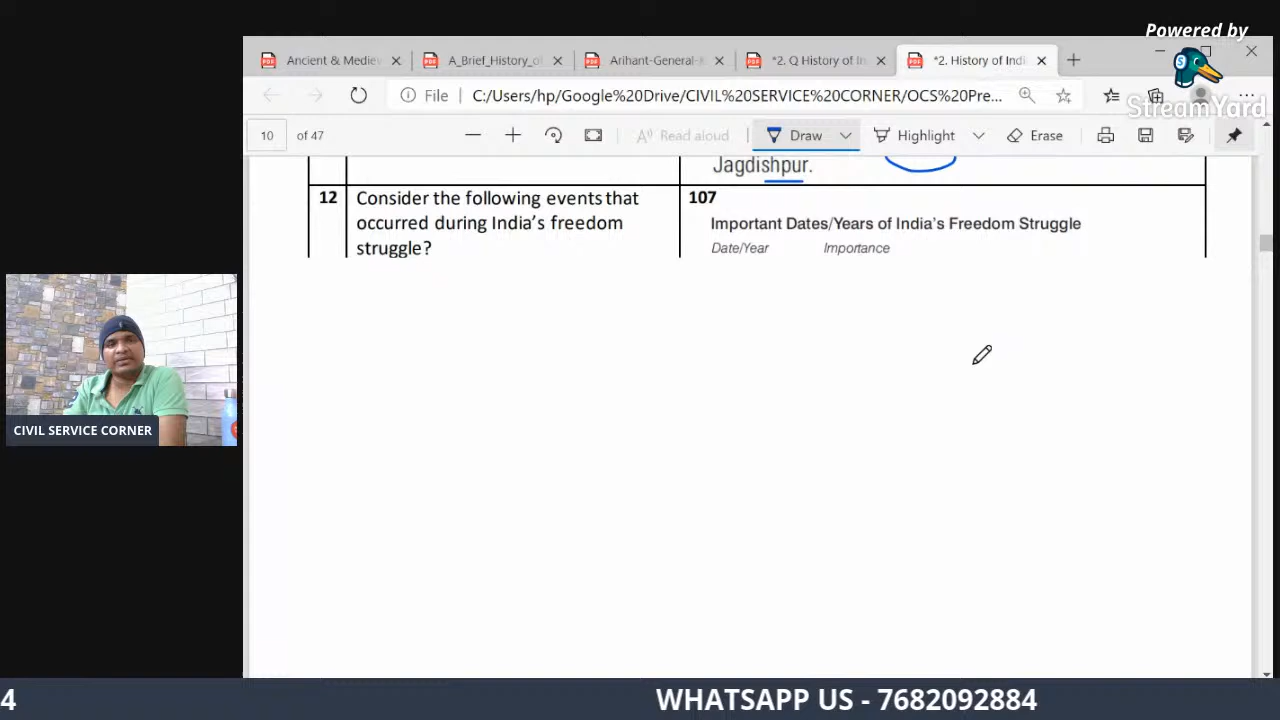 Powered by
StreamYard
Ancient & Mediev
A_Brief_History_of
Arihant-General-K
*2. Q History of In
*2. History of Indi
File
C:/Users/hp/Google%20Drive/CIVIL%20SERVICE%20CORNER/OCS%20Pre...
10 of 47
Read aloud
Draw
Highlight
Erase
Jagdishpur.
12
Consider the following events that
occurred during India's freedom
struggle?
107
Important Dates/Years of India's Freedom Struggle
Date/Year Importance
CIVIL SERVICE CORNER
4
WHATSAPP US - 7682092884